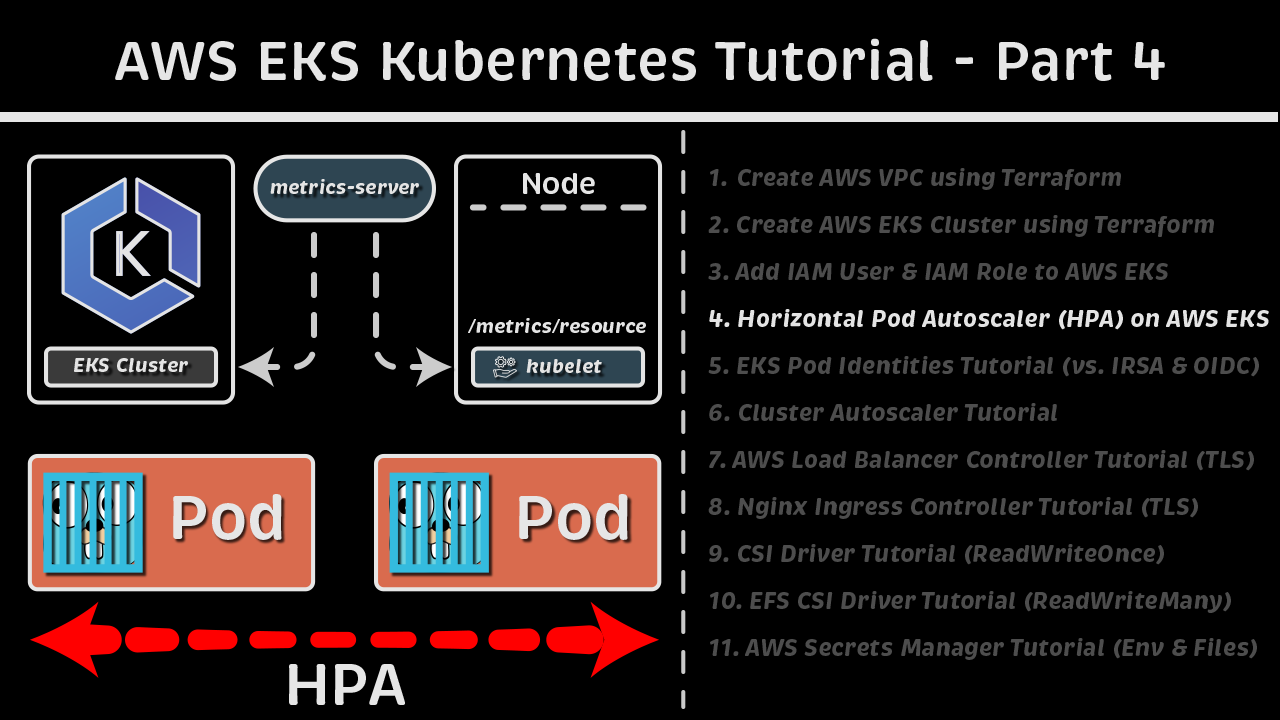 AWS EKS Kubernetes Tutorial - Part 4
K
EKS Cluster
metrics-server
Node
/metrics/resource
kubelet
Pod
Pod
HPA
1. Create AWS VPC using Terraform
2. Create AWS EKS Cluster using Terraform
3. Add IAM User & IAM Role to AWS EKS
4. Horizontal Pod Autoscaler (HPA) on AWS EKS
5. EKS Pod Identities Tutorial (vs. IRSA & OIDC)
6. Cluster Autoscaler Tutorial
7. AWS Load Balancer Controller Tutorial (TLS)
8. Nginx Ingress Controller Tutorial (TLS)
9. CSI Driver Tutorial (ReadWriteOnce)
10. EFS CSI Driver Tutorial (ReadWriteMany)
11. AWS Secrets Manager Tutorial (Env & Files)